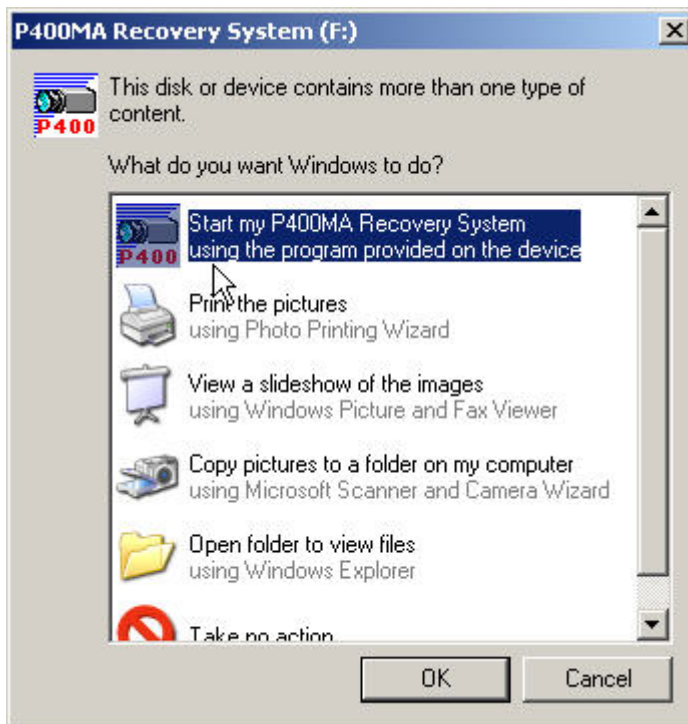 P400MA Recovery System (F:)
This disk or device contains more than one type of
content.
P400
What do you want Windows to do?
Start my P400MA Recovery System
using the program provided on the device
P400
Print the pictures
using Photo Printing Wizard
View a slideshow of the images
using Windows Picture and Fax Viewer
Copy pictures to a folder on my computer
using Microsoft Scanner and Camera Wizard
Open folder to view files
using Windows Explorer
Take no action
OK
Cancel